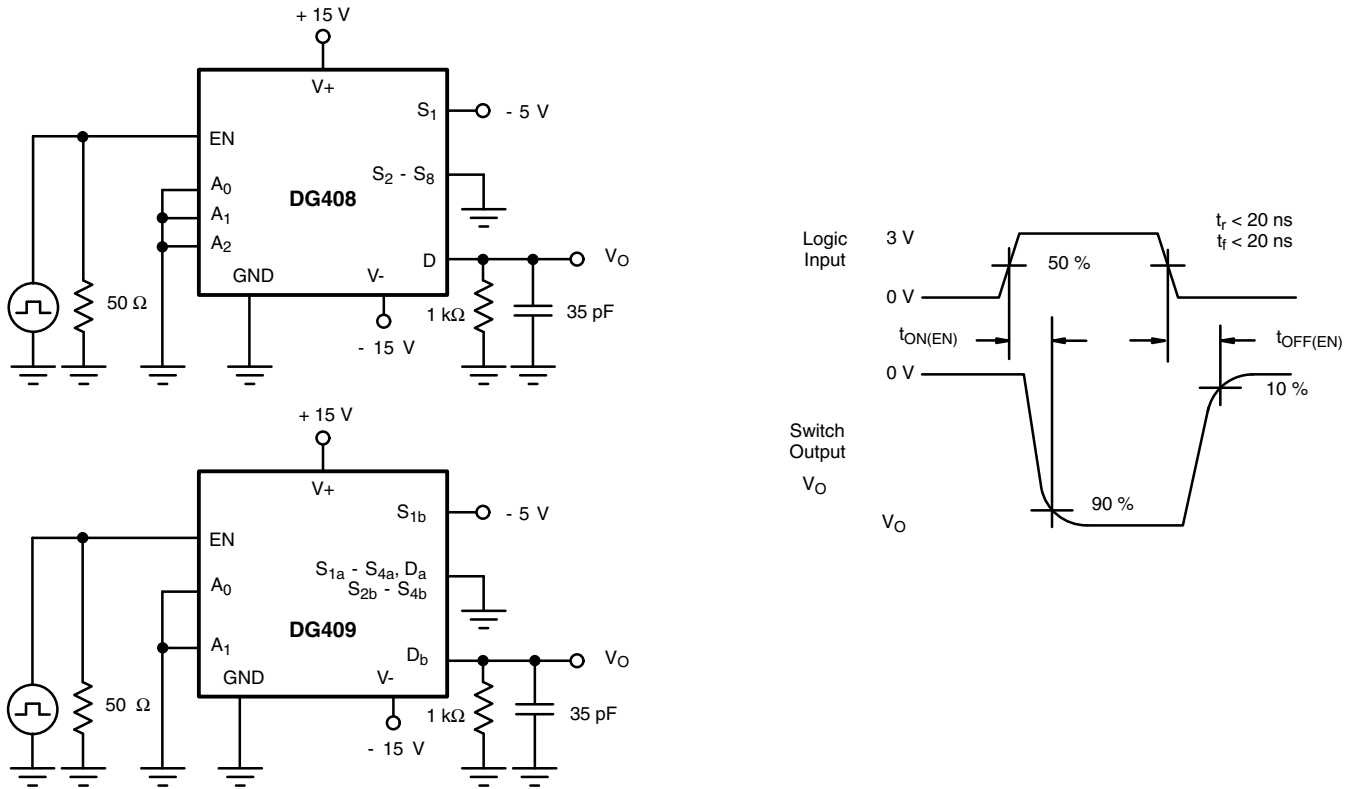 + 15 V
V+
S1
- 5 V
EN
A0
S2 - S8
DG408
A1
A2
D
VO
GND
V-
50 Ω
1 kΩ
35 pF
- 15 V
+ 15 V
V+
S1b
- 5 V
EN
S1a - S4a, Da
A0
S2b - S4b
DG409
A1
Db
VO
GND
V-
50 Ω
1 kΩ
35 pF
- 15 V
Logic
Input
3 V
50 %
tr < 20 ns
tf < 20 ns
0 V
tON(EN)
tOFF(EN)
0 V
10 %
Switch
Output
VO
90 %
VO